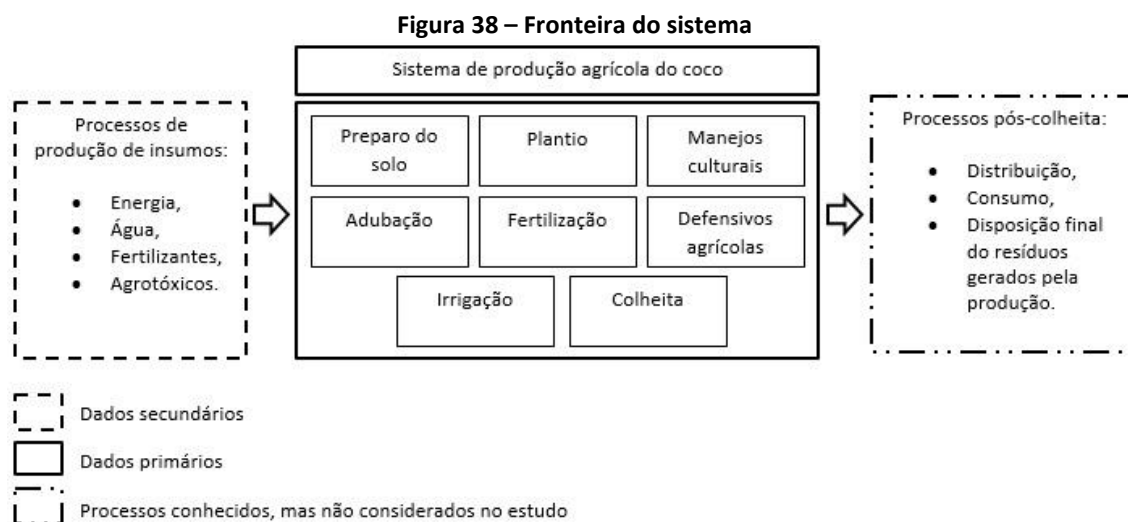 Figura 38 – Fronteira do sistema
Sistema de produção agrícola do coco
Processos de
produção de insumos:
• Energia,
• Água,
• Fertilizantes,
• Agrotóxicos.
Preparo do
solo
Plantio
Manejos
culturais
Adubação
Fertilização
Defensivos
agrícolas
Irrigação
Colheita
Processos pós-colheita:
• Distribuição,
• Consumo,
• Disposição final
do resíduos
gerados pela
produção.
Dados secundários
Dados primários
Processos conhecidos, mas não considerados no estudo